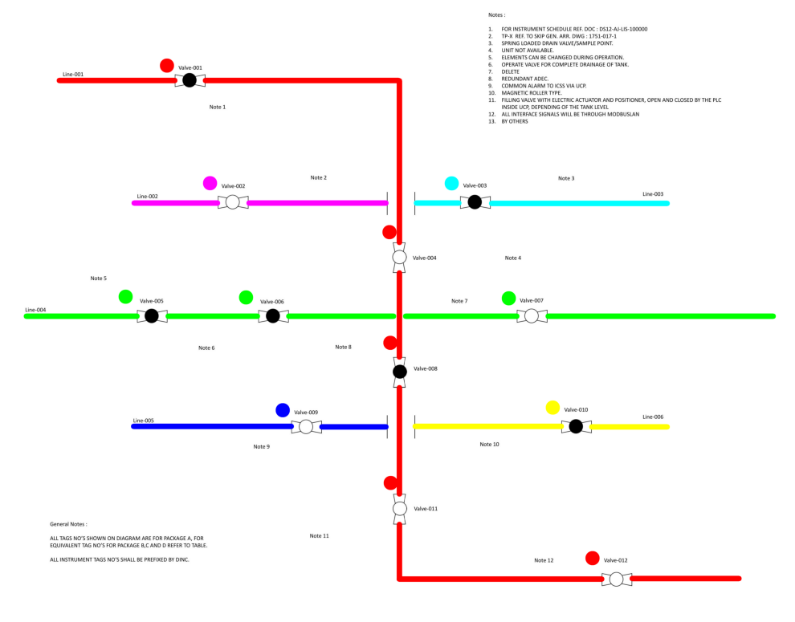 Notes :
1. FOR INSTRUMENT SCHEDULE REF. DOC : DS12-AJ-LIS-100000
2. TP-X REF. TO SKIP GEN. ARR. DWG : 1751-017-1
3. SPRING LOADED DRAIN VALVE/SAMPLE POINT.
4. UNIT NOT AVAILABLE.
5. ELEMENTS CAN BE CHANGED DURING OPERATION.
6. OPERATE VALVE FOR COMPLETE DRAINAGE OF TANK.
7. DELETE
8. REDUNDANT ADEC.
9. COMMON ALARM TO ICSS VIA UCP.
10. MAGNETIC ROLLER TYPE.
11. FILLING VALVE WITH ELECTRIC ACTUATOR AND POSITIONER, OPEN AND CLOSED BY THE PLC
INSIDE UCP, DEPENDING OF THE TANK LEVEL
12. ALL INTERFACE SIGNALS WILL BE THROUGH MODBUSLAN
13. BY OTHERS
Line-001
Valve-001
Note 1
Note 2
Note 3
Line-002
Valve-002
Valve-003
Line-003
Valve-004
Note 4
Note 5
Line-004
Valve-005
Valve-006
Note 7
Valve-007
Note 6
Note 8
Valve-008
Line-005
Valve-009
Valve-010
Line-006
Note 9
Note 10
Valve-011
General Notes :
ALL TAGS NO'S SHOWN ON DIAGRAM ARE FOR PACKAGE A, FOR
EQUIVALENT TAG NO'S FOR PACKAGE B,C AND D REFER TO TABLE.
ALL INSTRUMENT TAGS NO'S SHALL BE PREFIXED BY DINC.
Note 11
Note 12
Valve-012